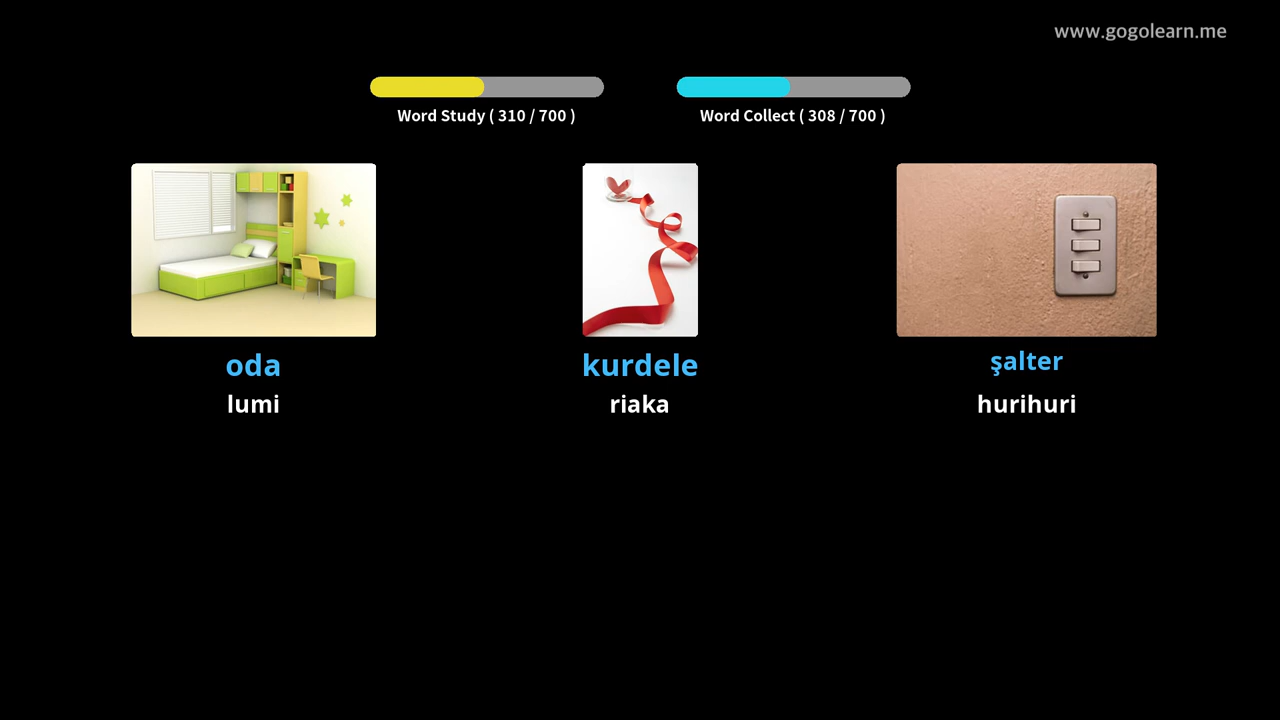 www.gogolearn.me
Word Study ( 310 / 700 )
Word Collect ( 308 / 700 )
oda
kurdele
şalter
lumi
riaka
hurihuri